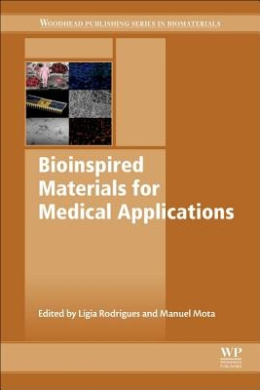 WOODHEAD PUBLISHING SERIES IN BIOMATERIALS
Bioinspired
Materials for
Medical Applications
Edited by Lígia Rodrigues and Manuel Mota
WP